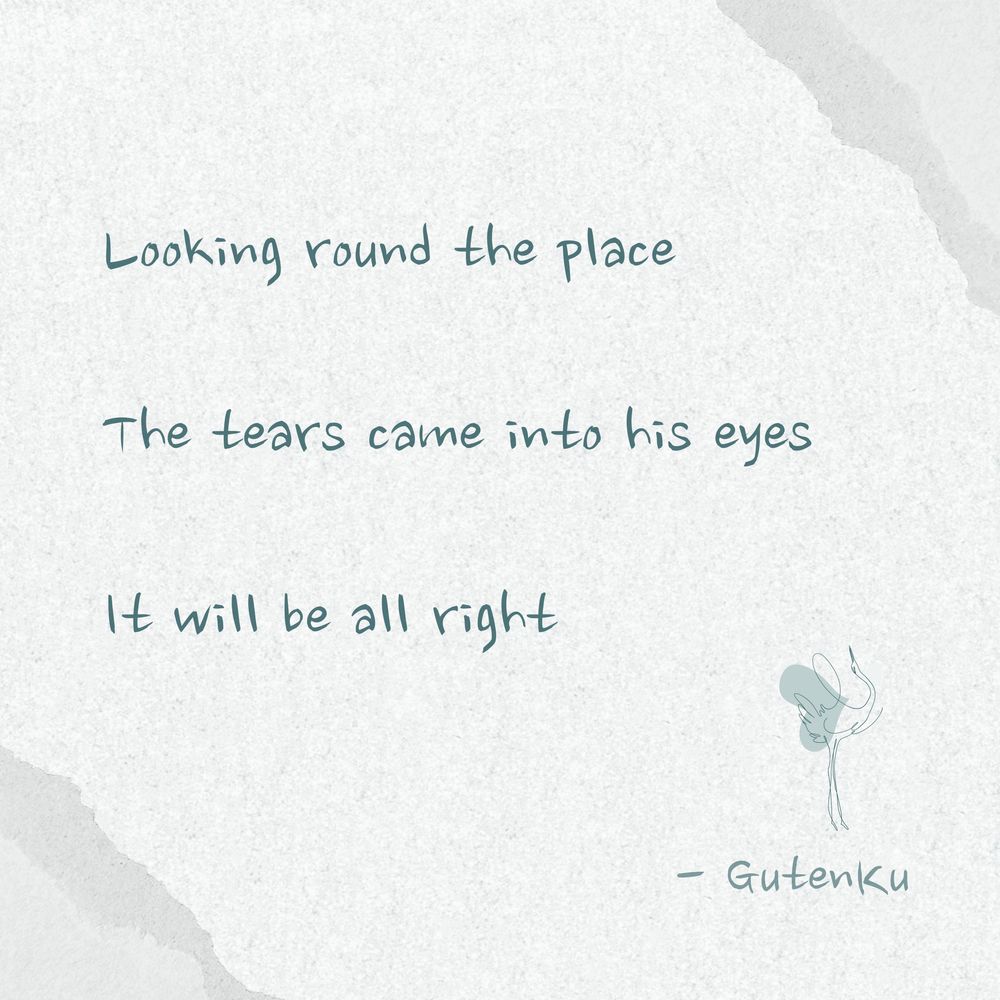 Looking round the place
The tears came into his eyes
It will be all right
- GutenKu